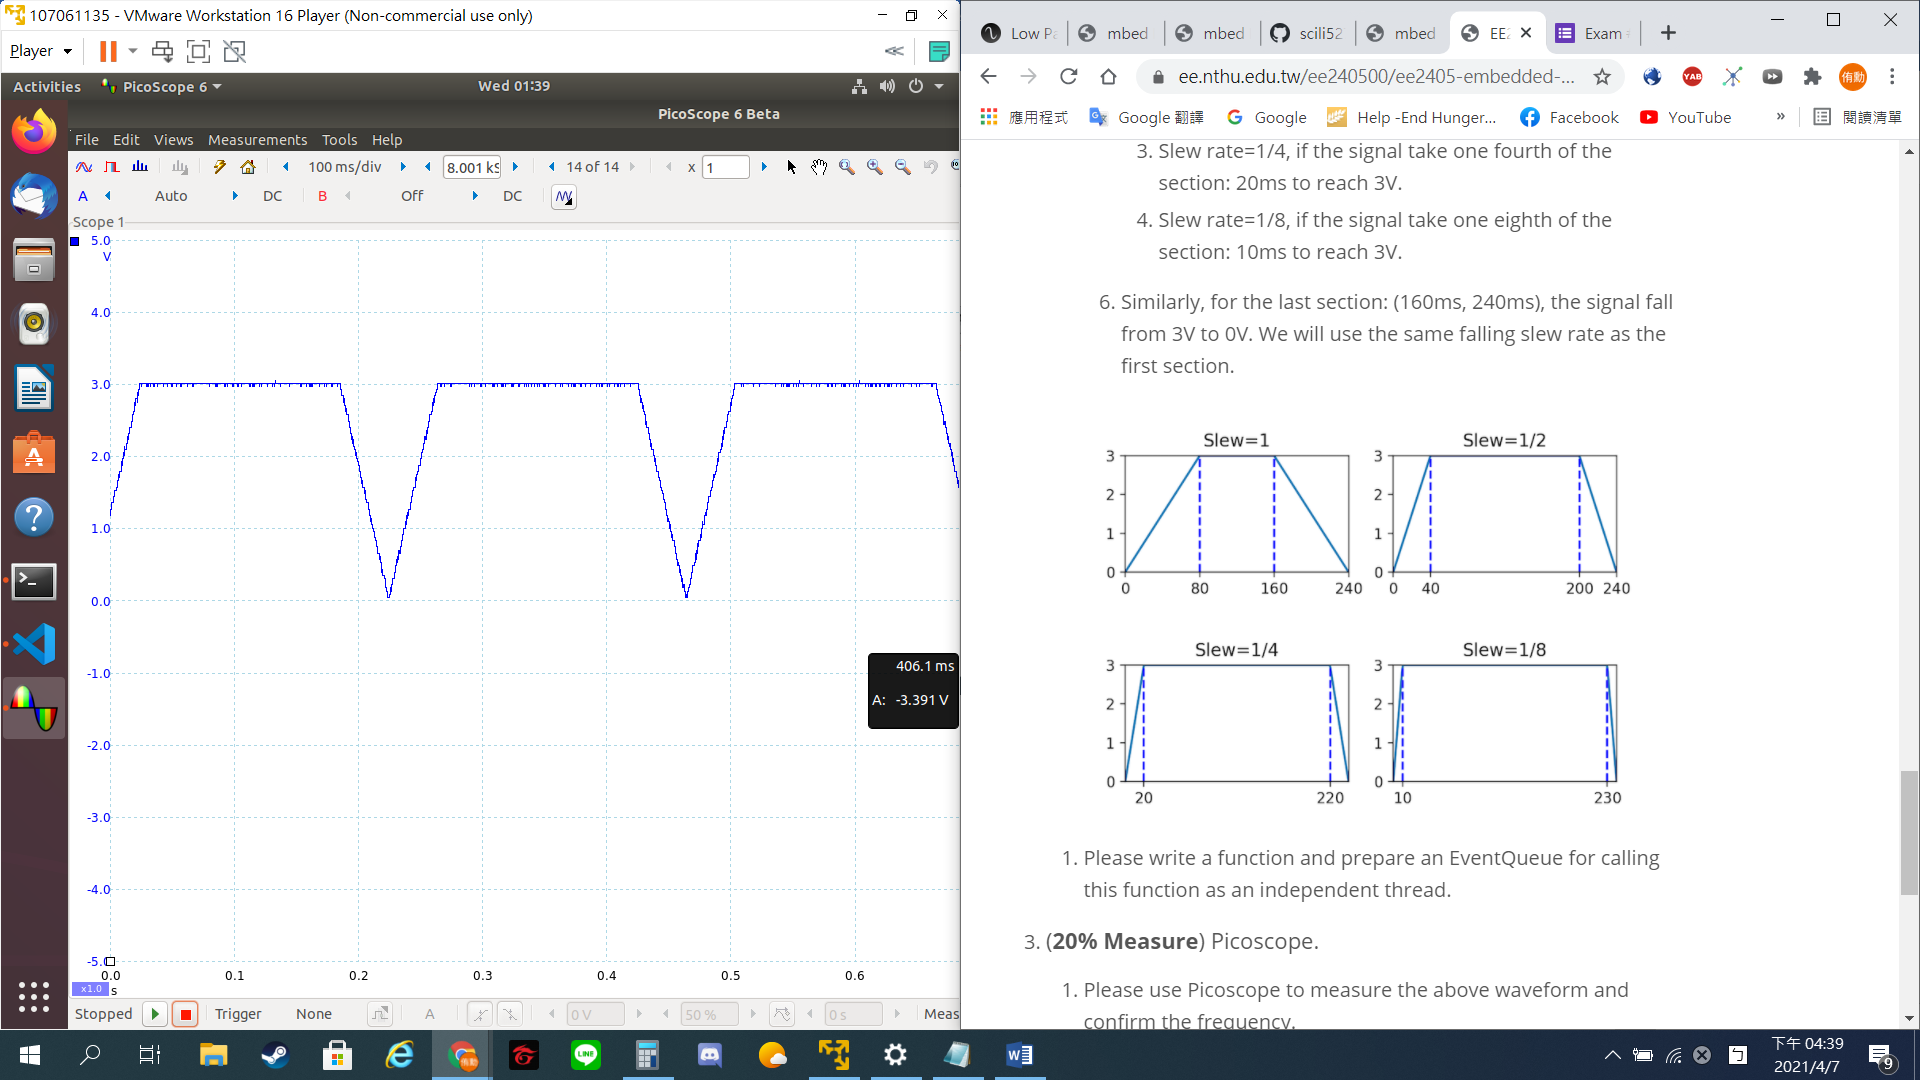 107061135 - VMware Workstation 16 Player (Non-commercial use only)
Player
Activities
PicoScope 6
Wed 01:39
PicoScope 6 Beta
File Edit Views Measurements Tools Help
100 ms/div
8.001 kS
14 of 14
x 1
A Auto DC B Off DC
Scope 1
5.0
V
4.0
3.0
2.0
1.0
0.0
-1.0
-2.0
-3.0
-4.0
-5.0
406.1 ms
A: -3.391 V
0.0 0.1 0.2 0.3 0.4 0.5 0.6
x1.0 s
Stopped Trigger None A 0 V 50 % 0 s Meas
Low Pa
mbed
mbed
scili52
mbed
EE2
Exam
ee.nthu.edu.tw/ee240500/ee2405-embedded-...
YAB
侑勳
應用程式
Google 翻譯
Google
Help -End Hunger...
Facebook
YouTube
»
閱讀清單
3. Slew rate=1/4, if the signal take one fourth of the
section: 20ms to reach 3V.
4. Slew rate=1/8, if the signal take one eighth of the
section: 10ms to reach 3V.
6. Similarly, for the last section: (160ms, 240ms), the signal fall
from 3V to 0V. We will use the same falling slew rate as the
first section.
Slew=1
3
2
1
0
0 80 160 240
Slew=1/2
3
2
1
0
0 40 200 240
Slew=1/4
3
2
1
0
20 220
Slew=1/8
3
2
1
0
10 230
1. Please write a function and prepare an EventQueue for calling
this function as an independent thread.
3. (20% Measure) Picoscope.
1. Please use Picoscope to measure the above waveform and
confirm the frequency.
LINE
下午 04:39
2021/4/7
9